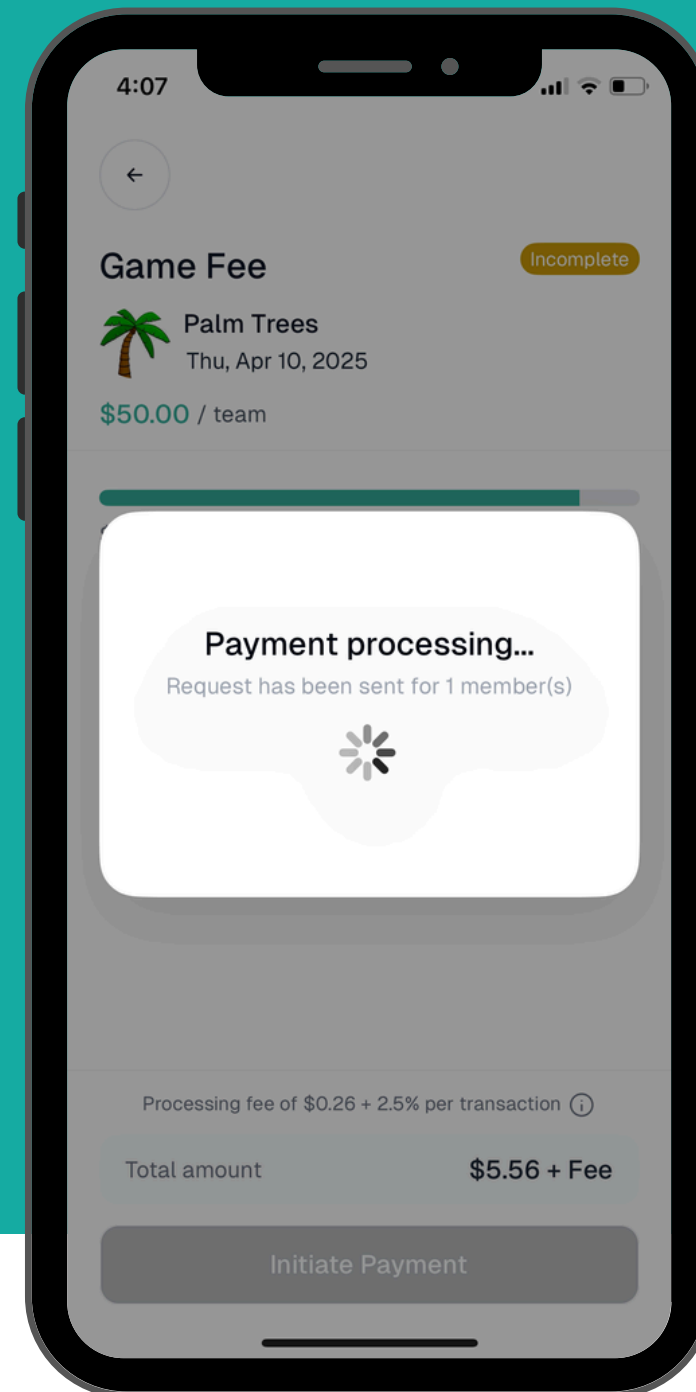 4:07
Game Fee
Incomplete
Palm Trees
Thu, Apr 10, 2025
$50.00 / team
Payment processing...
Request has been sent for 1 member(s)
Processing fee of $0.26 + 2.5% per transaction
Total amount
$5.56 + Fee
Initiate Payment